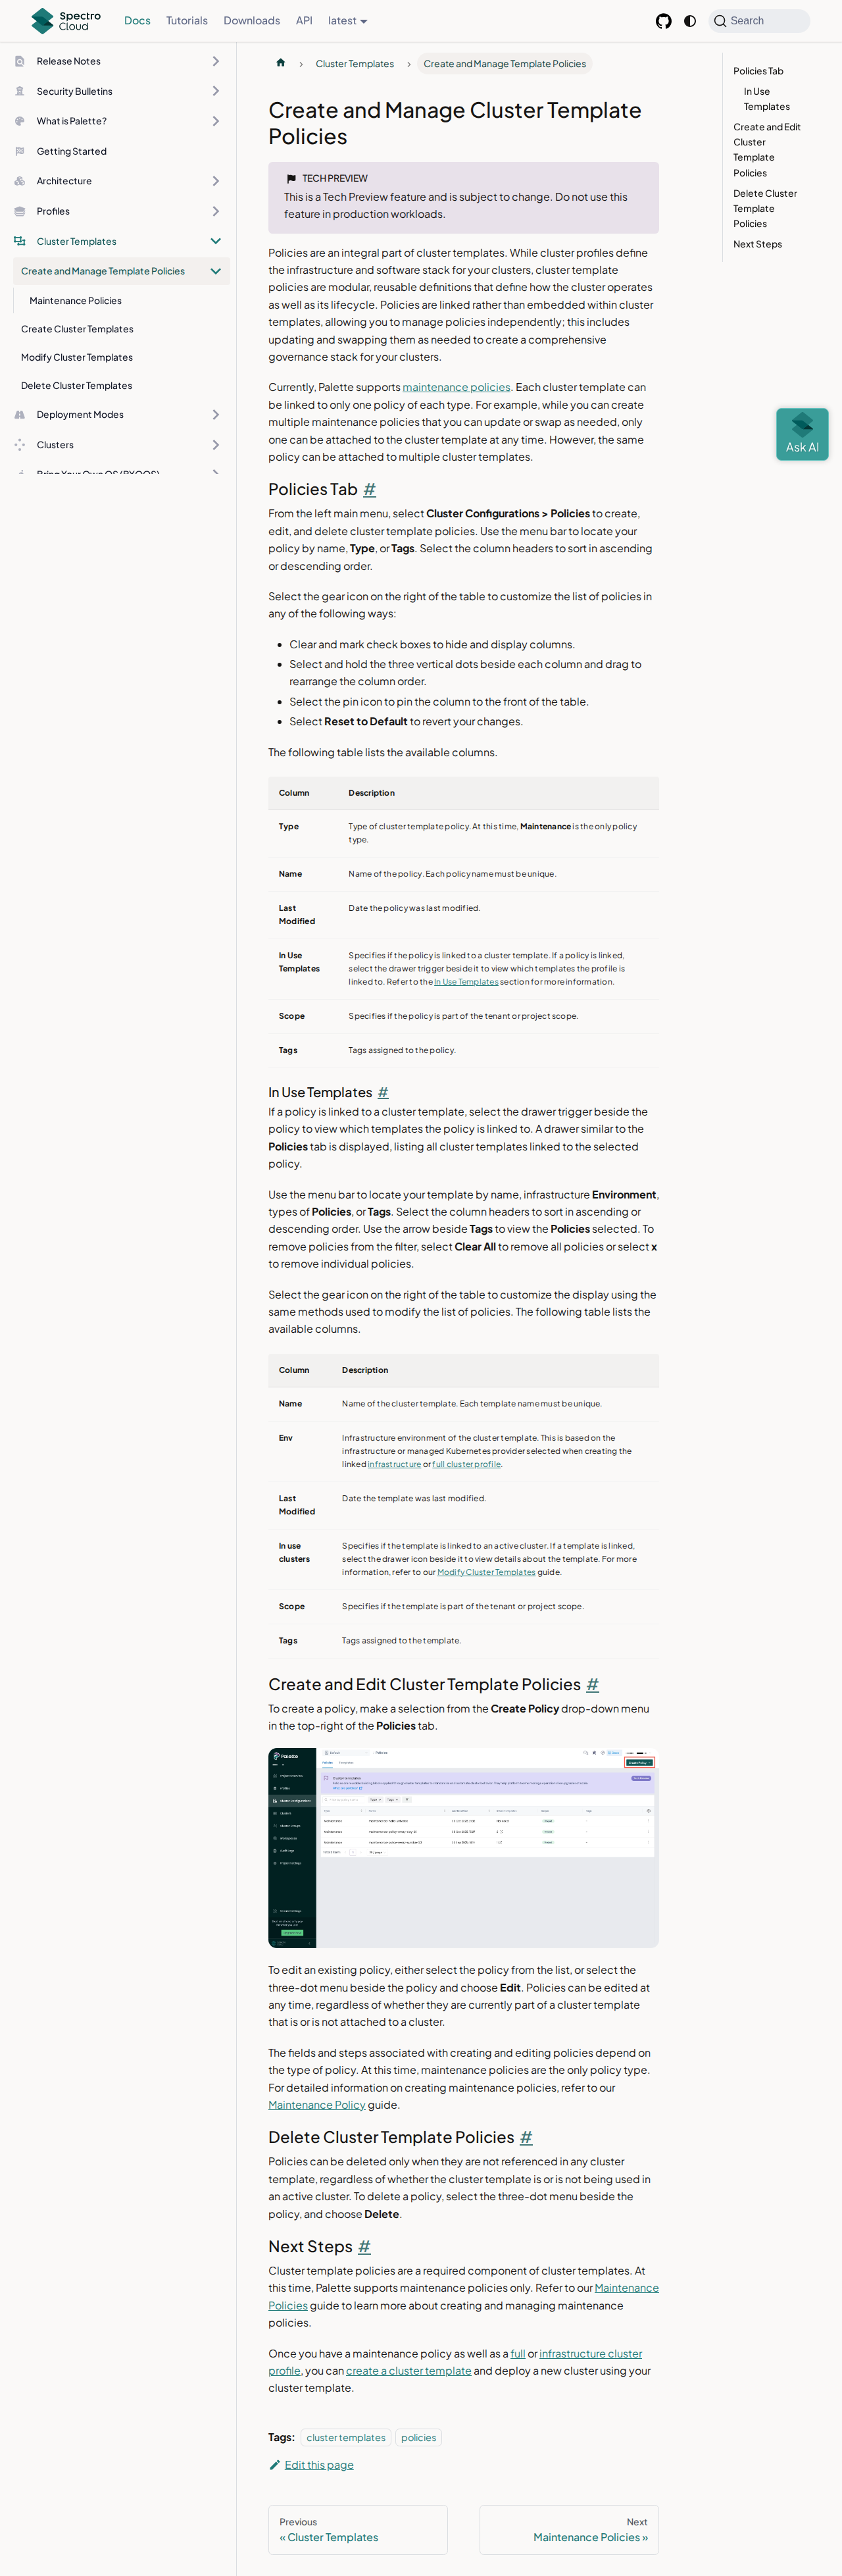 Spectro
Cloud
Docs
Tutorials
Downloads
API
latest
Search
Release Notes
Security Bulletins
What is Palette?
Getting Started
Architecture
Profiles
Cluster Templates
Create and Manage Template Policies
Maintenance Policies
Create Cluster Templates
Modify Cluster Templates
Delete Cluster Templates
Deployment Modes
Clusters
Cluster Templates
Create and Manage Template Policies
Create and Manage Cluster Template
Policies
TECH PREVIEW
This is a Tech Preview feature and is subject to change. Do not use this
feature in production workloads.
Policies are an integral part of cluster templates. While cluster profiles define
the infrastructure and software stack for your clusters, cluster template
policies are modular, reusable definitions that define how the cluster operates
as well as its lifecycle. Policies are linked rather than embedded within cluster
templates, allowing you to manage policies independently; this includes
updating and swapping them as needed to create a comprehensive
governance stack for your clusters.
Currently, Palette supports maintenance policies. Each cluster template can
be linked to only one policy of each type. For example, while you can create
multiple maintenance policies that you can update or swap as needed, only
one can be attached to the cluster template at any time. However, the same
policy can be attached to multiple cluster templates.
Policies Tab #
From the left main menu, select Cluster Configurations > Policies to create,
edit, and delete cluster template policies. Use the menu bar to locate your
policy by name, Type, or Tags. Select the column headers to sort in ascending
or descending order.
Select the gear icon on the right of the table to customize the list of policies in
any of the following ways:
• Clear and mark check boxes to hide and display columns.
• Select and hold the three vertical dots beside each column and drag to
rearrange the column order.
• Select the pin icon to pin the column to the front of the table.
• Select Reset to Default to revert your changes.
The following table lists the available columns.
Column Description
Type Type of cluster template policy. At this time, Maintenance is the only policy
type.
Name Name of the policy. Each policy name must be unique.
Last Date the policy was last modified.
Modified
In Use Specifies if the policy is linked to a cluster template. If a policy is linked,
Templates select the drawer trigger beside it to view which templates the profile is
linked to. Refer to the In Use Templates section for more information.
Scope Specifies if the policy is part of the tenant or project scope.
Tags Tags assigned to the policy.
In Use Templates #
If a policy is linked to a cluster template, select the drawer trigger beside the
policy to view which templates the policy is linked to. A drawer similar to the
Policies tab is displayed, listing all cluster templates linked to the selected
policy.
Use the menu bar to locate your template by name, infrastructure Environment,
types of Policies, or Tags. Select the column headers to sort in ascending or
descending order. Use the arrow beside Tags to view the Policies selected. To
remove policies from the filter, select Clear All to remove all policies or select x
to remove individual policies.
Select the gear icon on the right of the table to customize the display using the
same methods used to modify the list of policies. The following table lists the
available columns.
Column Description
Name Name of the cluster template. Each template name must be unique.
Env Infrastructure environment of the cluster template. This is based on the
infrastructure or managed Kubernetes provider selected when creating the
linked infrastructure or full cluster profile.
Last Date the template was last modified.
Modified
In use Specifies if the template is linked to an active cluster. If a template is linked,
clusters select the drawer icon beside it to view details about the template. For more
information, refer to our Modify Cluster Templates guide.
Scope Specifies if the template is part of the tenant or project scope.
Tags Tags assigned to the template.
Create and Edit Cluster Template Policies #
To create a policy, make a selection from the Create Policy drop-down menu
in the top-right of the Policies tab.
Palette
To edit an existing policy, either select the policy from the list, or select the
three-dot menu beside the policy and choose Edit. Policies can be edited at
any time, regardless of whether they are currently part of a cluster template
that is or is not attached to a cluster.
The fields and steps associated with creating and editing policies depend on
the type of policy. At this time, maintenance policies are the only policy type.
For detailed information on creating maintenance policies, refer to our
Maintenance Policy guide.
Delete Cluster Template Policies #
Policies can be deleted only when they are not referenced in any cluster
template, regardless of whether the cluster template is or is not being used in
an active cluster. To delete a policy, select the three-dot menu beside the
policy, and choose Delete.
Next Steps #
Cluster template policies are a required component of cluster templates. At
this time, Palette supports maintenance policies only. Refer to our Maintenance
Policies guide to learn more about creating and managing maintenance
policies.
Once you have a maintenance policy as well as a full or infrastructure cluster
profile, you can create a cluster template and deploy a new cluster using your
cluster template.
Tags: cluster templates policies
Edit this page
Previous
« Cluster Templates
Next
Maintenance Policies »
Policies Tab
In Use
Templates
Create and Edit
Cluster
Template
Policies
Delete Cluster
Template
Policies
Next Steps
Ask AI